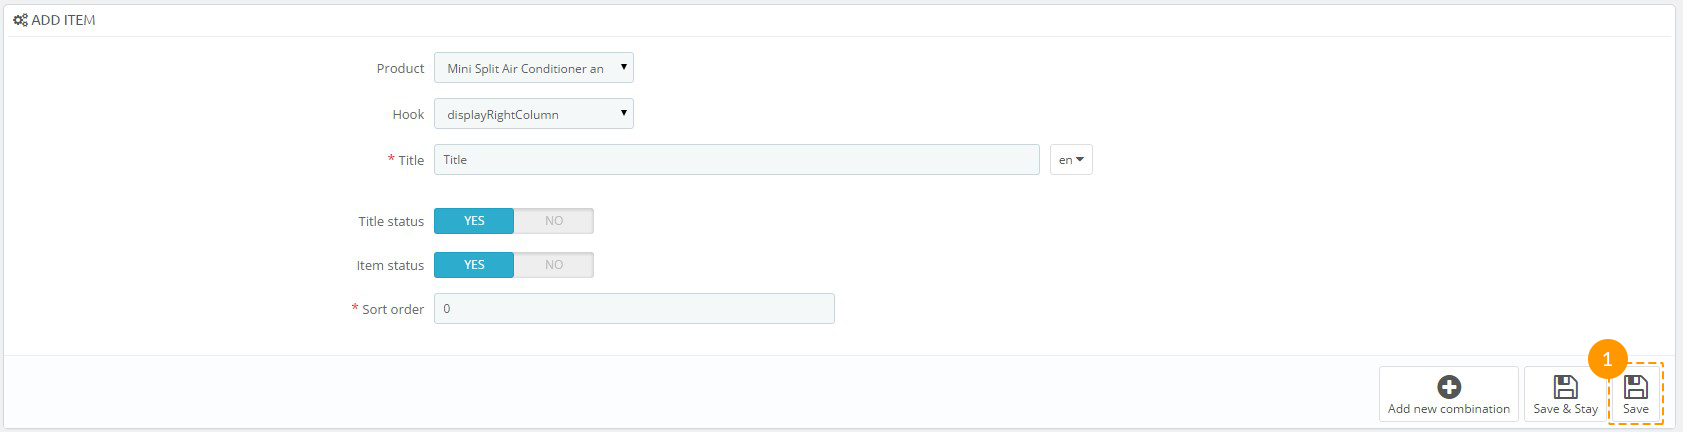 ADD ITEM
Product Mini Split Air Conditioner an
Hook displayRightColumn
* Title Title en
Title status YES NO
Item status YES NO
* Sort order 0
1
Add new combination Save & Stay Save